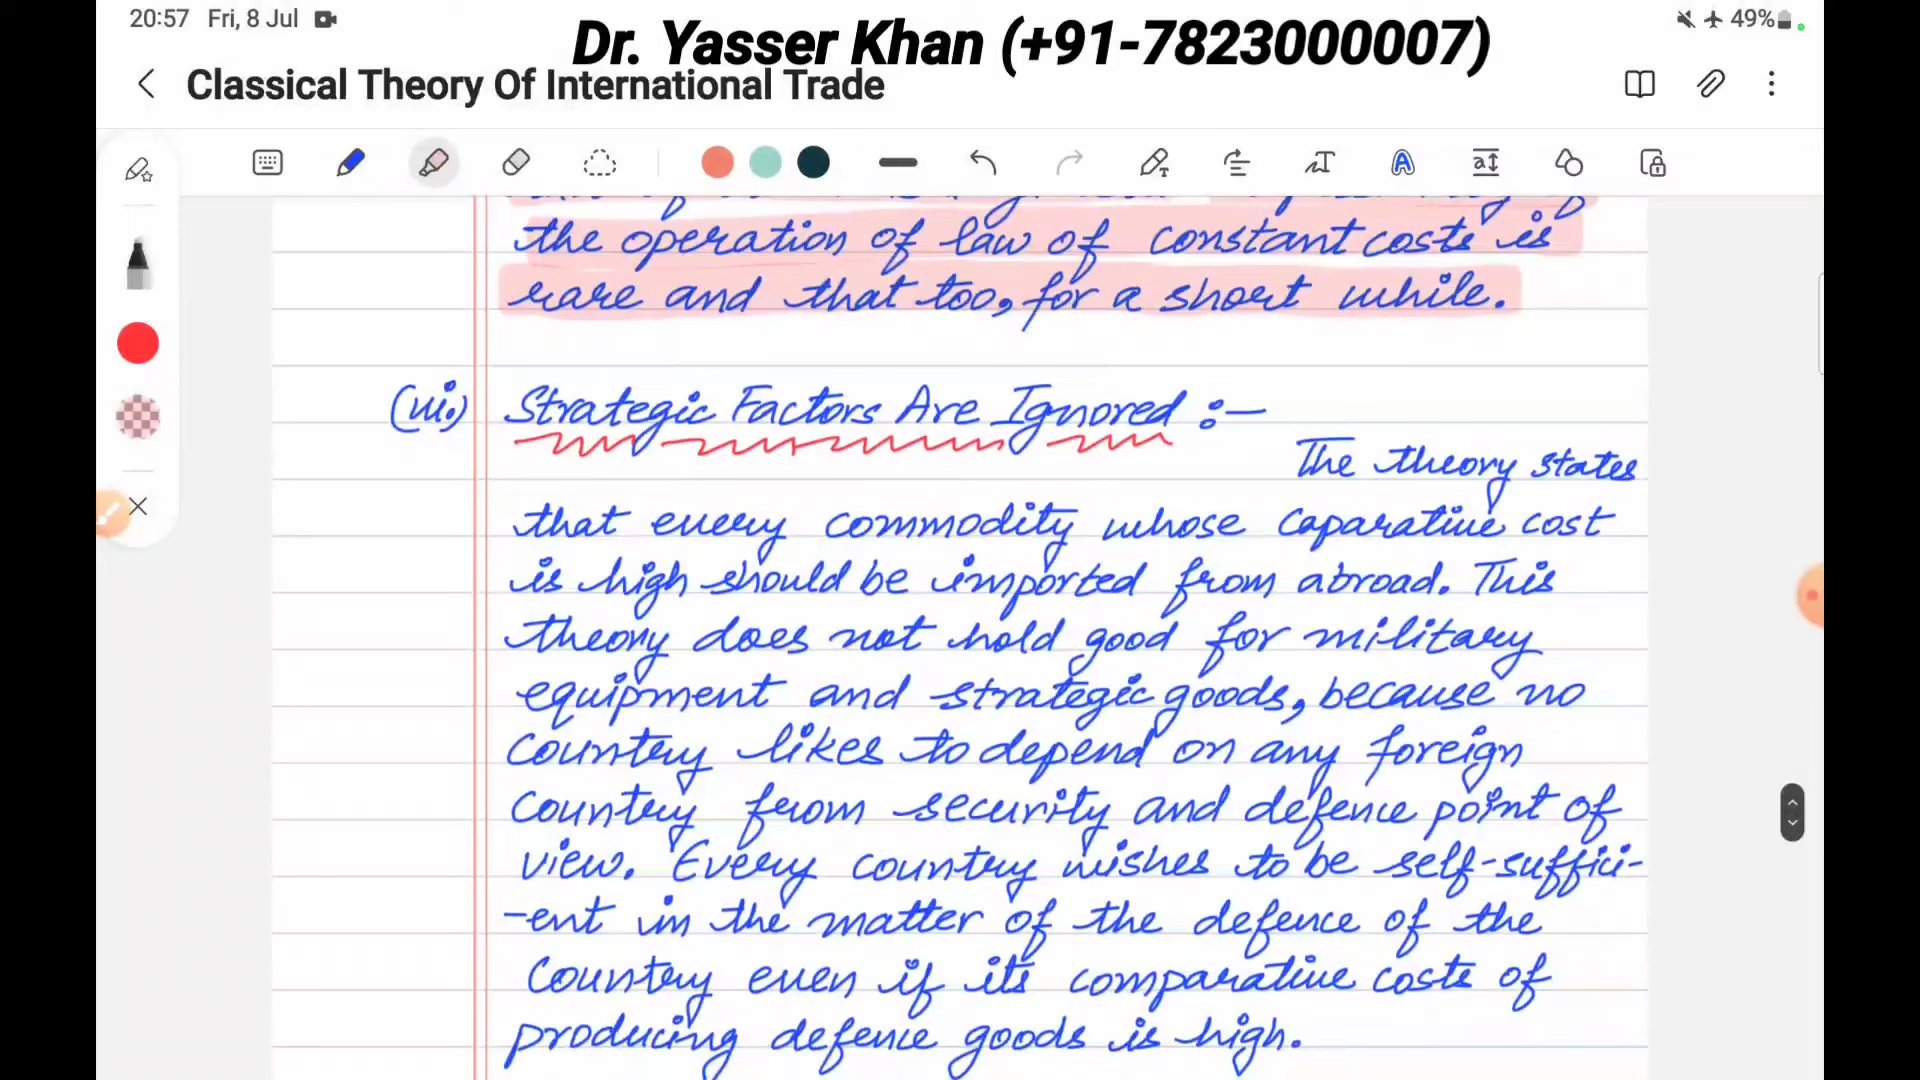 20:57 Fri, 8 Jul
49%
Dr. Yasser Khan (+91-7823000007)
Classical Theory Of International Trade
the operation of law of constant costs is
rare and that too, for a short while.
(vii.) Strategic Factors Are Ignored :-
The theory states
that every commodity whose caparative cost
is high should be imported from abroad. This
theory does not hold good for military
equipment and strategic goods, because no
country likes to depend on any foreign
country from security and defence point of
view. Every country wishes to be self-suffici-
-ent in the matter of the defence of the
country even if its comparative costs of
producing defence goods is high.